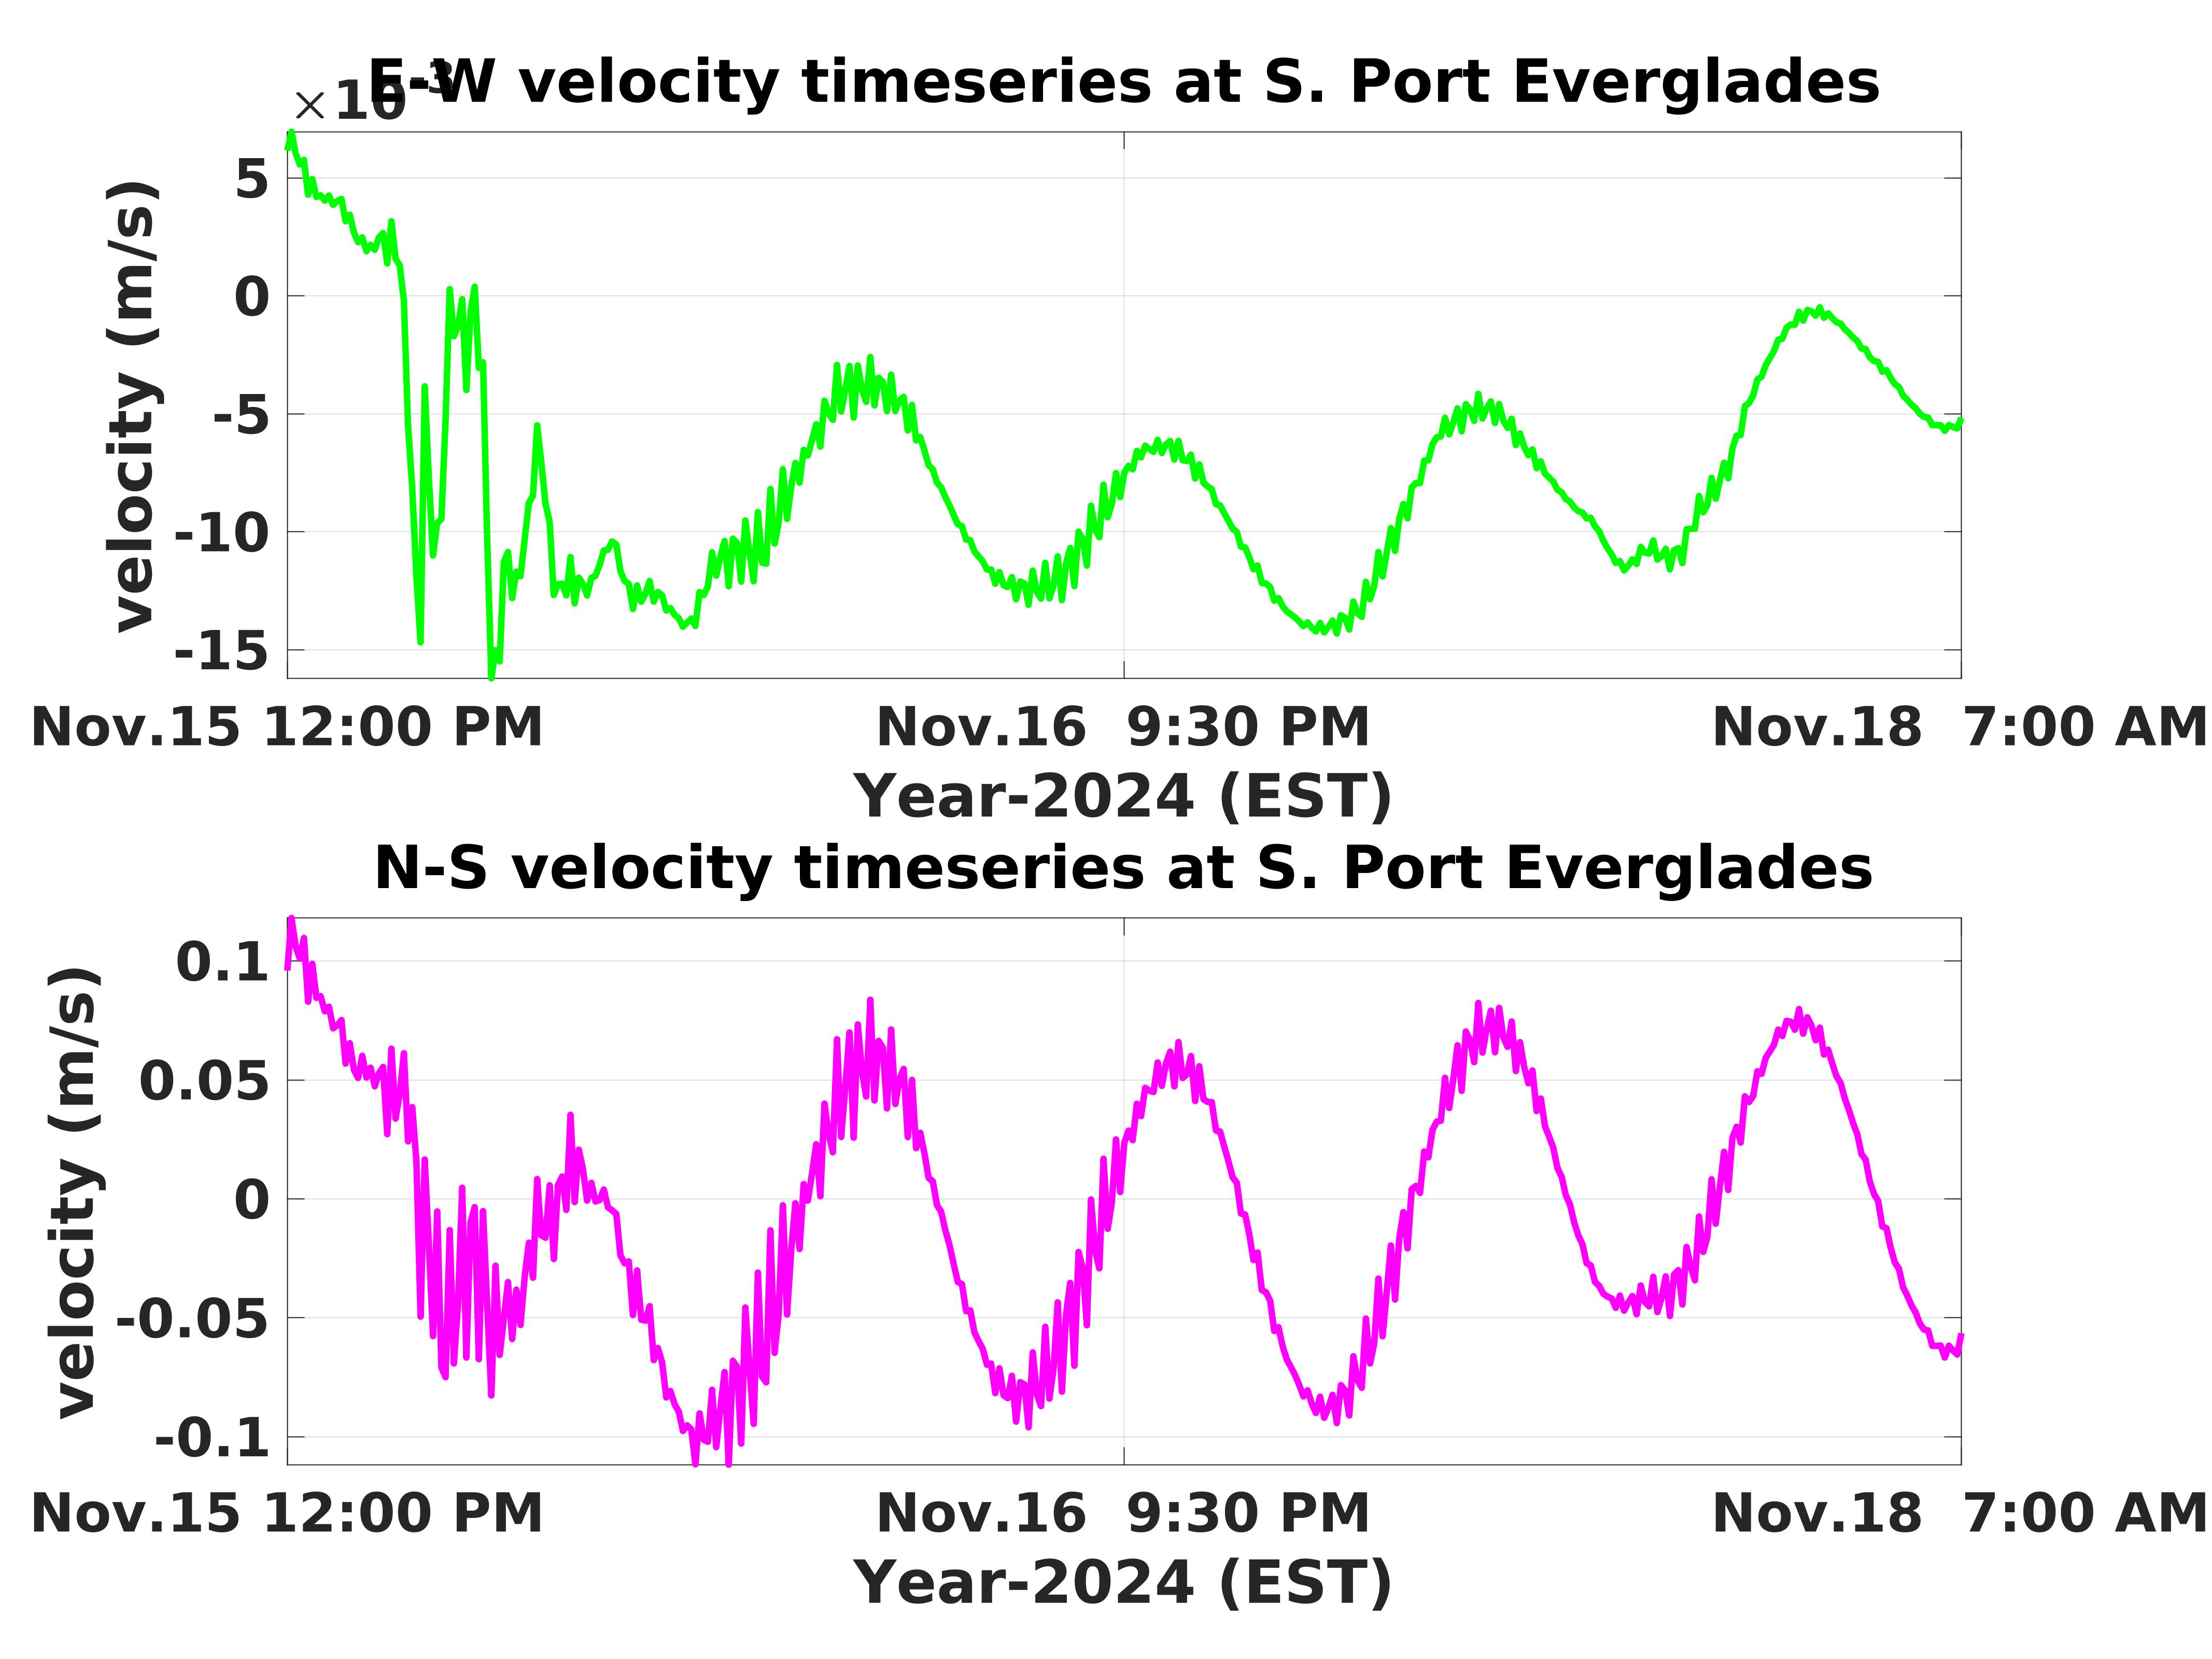 ×10-3
E-W velocity timeseries at S. Port Everglades
velocity (m/s)
5
0
-5
-10
-15
Nov.15 12:00 PM Nov.16 9:30 PM Nov.18 7:00 AM
Year-2024 (EST)
N-S velocity timeseries at S. Port Everglades
velocity (m/s)
0.1
0.05
0
-0.05
-0.1
Nov.15 12:00 PM Nov.16 9:30 PM Nov.18 7:00 AM
Year-2024 (EST)